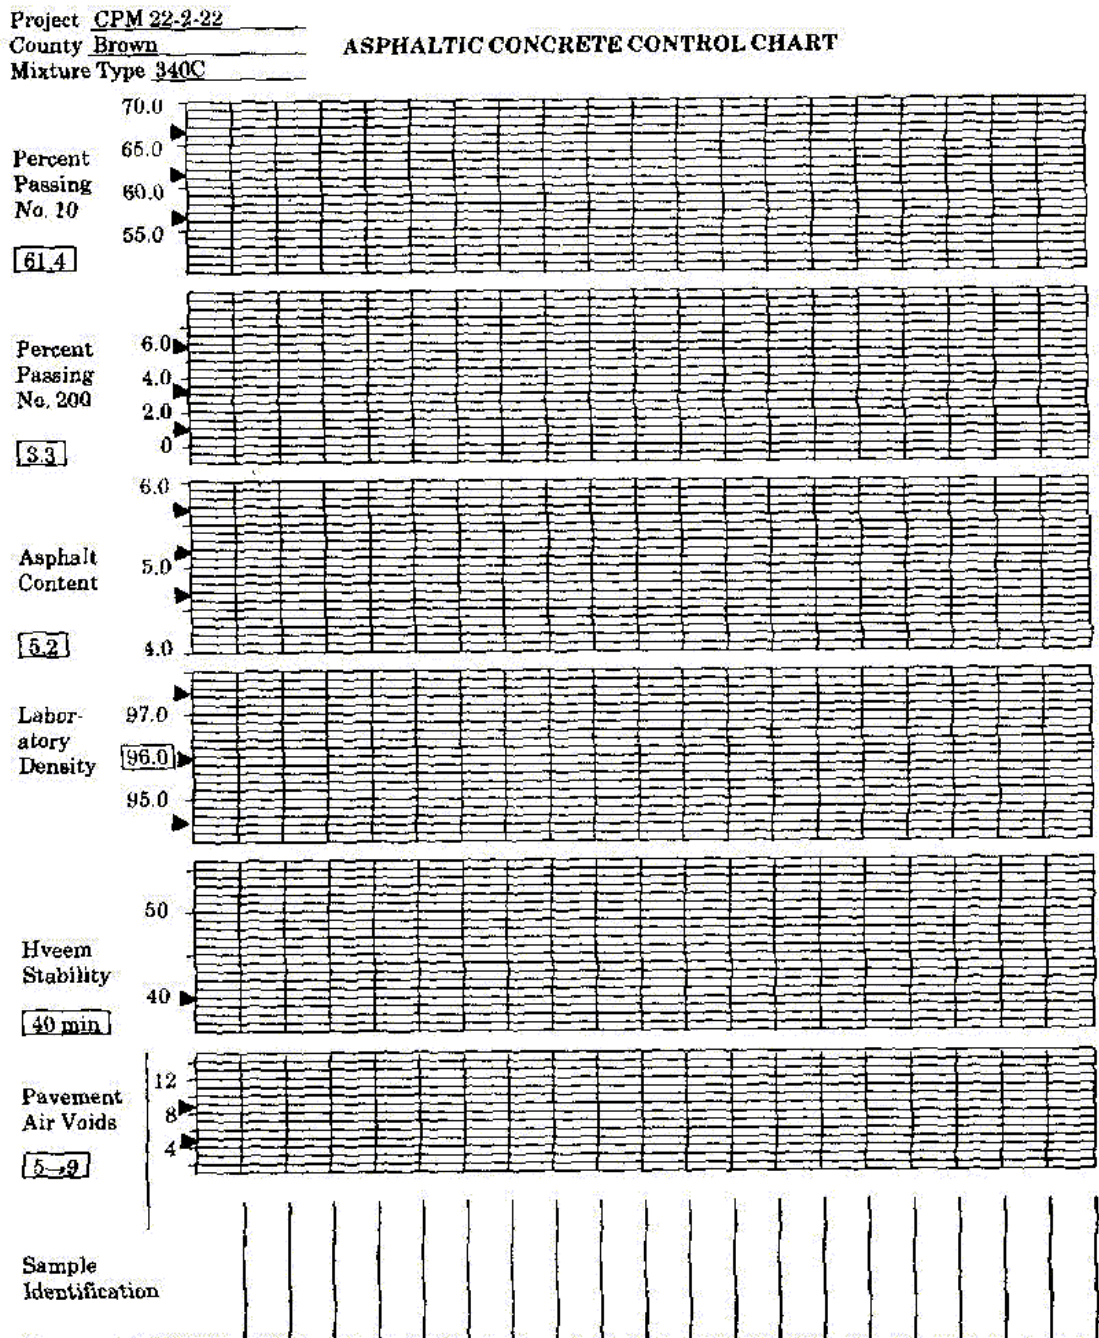 Project CPM 22-2-22
County Brown
Mixture Type 340C
ASPHALTIC CONCRETE CONTROL CHART
Percent
Passing
No. 10
61.4
70.0
65.0
60.0
55.0
Percent
Passing
No. 200
3.3
6.0
4.0
2.0
0
Asphalt
Content
5.2
6.0
5.0
4.0
Labor-
atory
Density
97.0
96.0
95.0
Hveem
Stability
40 min
50
40
Pavement
Air Voids
5→9
12
8
4
Sample
Identification